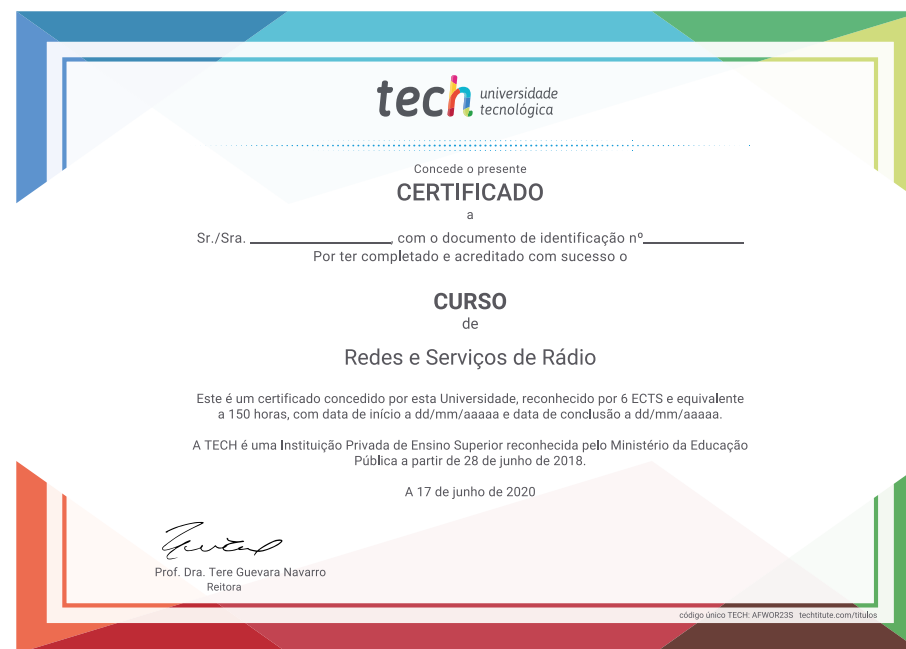 tech universidade
tecnológica
Concede o presente
CERTIFICADO
a
Sr./Sra. ____________________, com o documento de identificação nº______________
Por ter completado e acreditado com sucesso o
CURSO
de
Redes e Serviços de Rádio
Este é um certificado concedido por esta Universidade, reconhecido por 6 ECTS e equivalente
a 150 horas, com data de início a dd/mm/aaaaa e data de conclusão a dd/mm/aaaaa.
A TECH é uma Instituição Privada de Ensino Superior reconhecida pelo Ministério da Educação
Pública a partir de 28 de junho de 2018.
A 17 de junho de 2020
Prof. Dra. Tere Guevara Navarro
Reitora
código único TECH: AFWOR23S techtitute.com/titulos